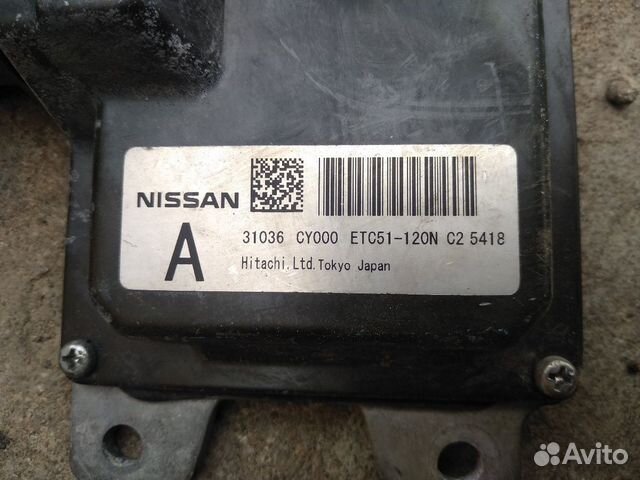 NISSAN
A
31036 CY000 ETC51-120N C2 5418
Hitachi.Ltd.Tokyo Japan
Avito